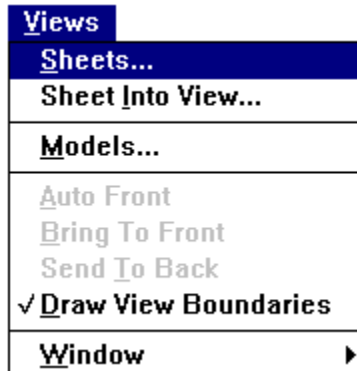 Views
Sheets...
Sheet Into View...
Models...
Auto Front
Bring To Front
Send To Back
√ Draw View Boundaries
Window